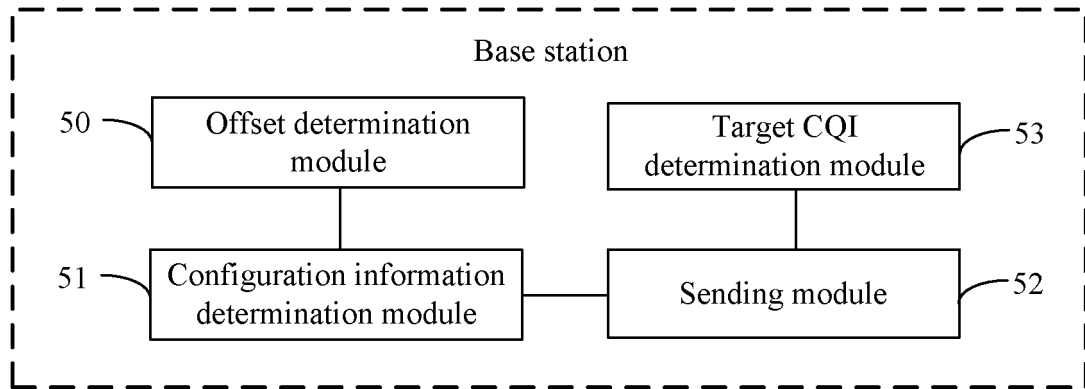 Base station
50
Offset determination
module
Target CQI
determination module
53
51
Configuration information
determination module
Sending module
52